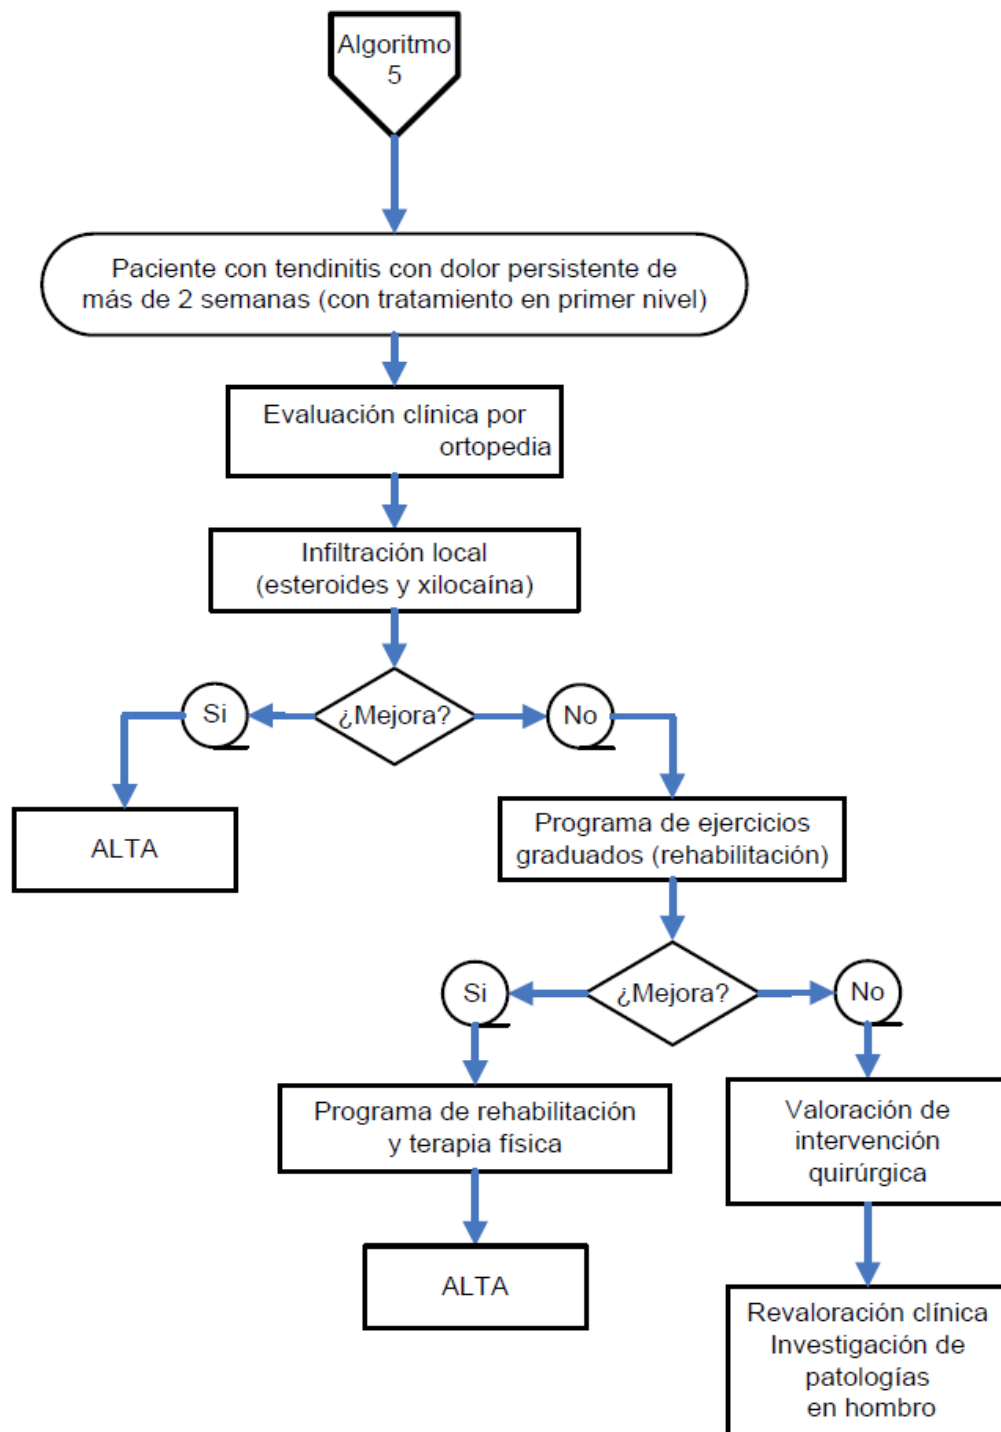 Algoritmo
5
Paciente con tendinitis con dolor persistente de
más de 2 semanas (con tratamiento en primer nivel)
Evaluación clínica por
ortopedia
Infiltración local
(esteroides y xilocaína)
Si
¿Mejora?
No
ALTA
Programa de ejercicios
graduados (rehabilitación)
Si
¿Mejora?
No
Programa de rehabilitación
y terapia física
Valoración de
intervención
quirúrgica
ALTA
Revaloración clínica
Investigación de
patologías
en hombro